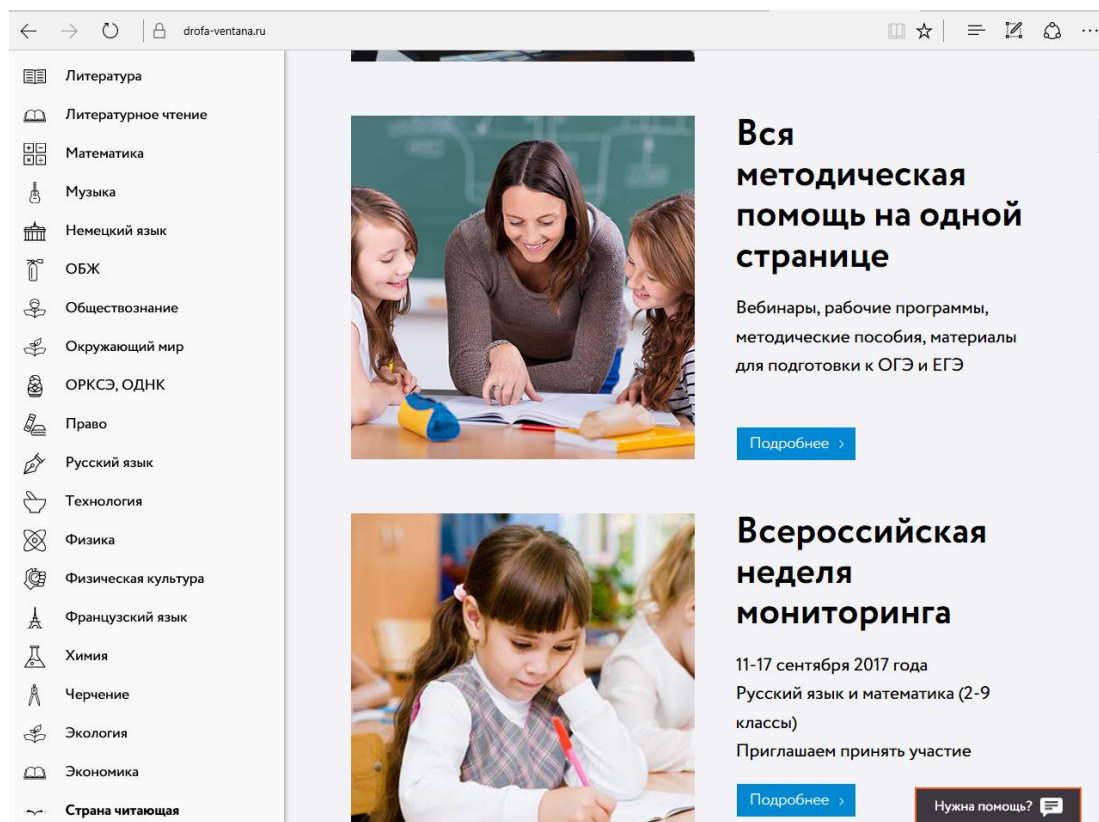 drofa-ventana.ru
Литература
Литературное чтение
Математика
Музыка
Немецкий язык
ОБЖ
Обществознание
Окружающий мир
ОРКСЭ, ОДНК
Право
Русский язык
Технология
Физика
Физическая культура
Французский язык
Химия
Черчение
Экология
Экономика
Страна читающая
Вся
методическая
помощь на одной
странице
Вебинары, рабочие программы,
методические пособия, материалы
для подготовки к ОГЭ и ЕГЭ
Подробнее
Всероссийская
неделя
мониторинга
11-17 сентября 2017 года
Русский язык и математика (2-9
классы)
Приглашаем принять участие
Подробнее
Нужна помощь?